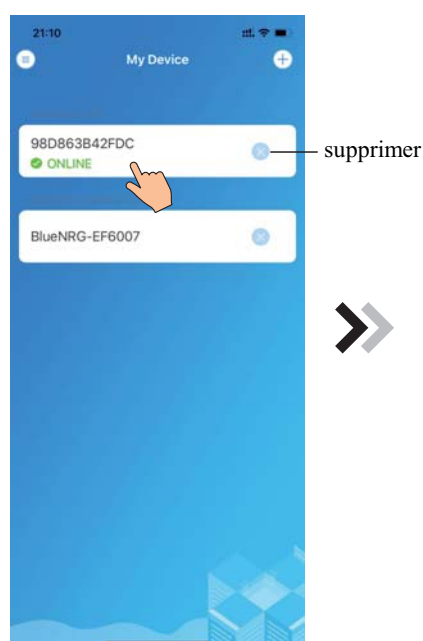 21:10
My Device
98D863B42FDC
ONLINE
supprimer
BlueNRG-EF6007